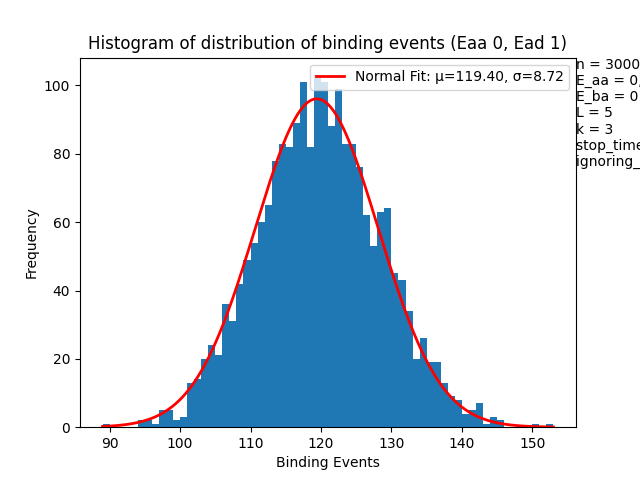 Histogram of distribution of binding events (Eaa 0, Ead 1)
Normal Fit: μ=119.40, σ=8.72
n = 3000
E_aa = 0,
E_ba = 0
L = 5
k = 3
stop_time
ignoring_
Frequency
100
80
60
40
20
0
90 100 110 120 130 140 150
Binding Events